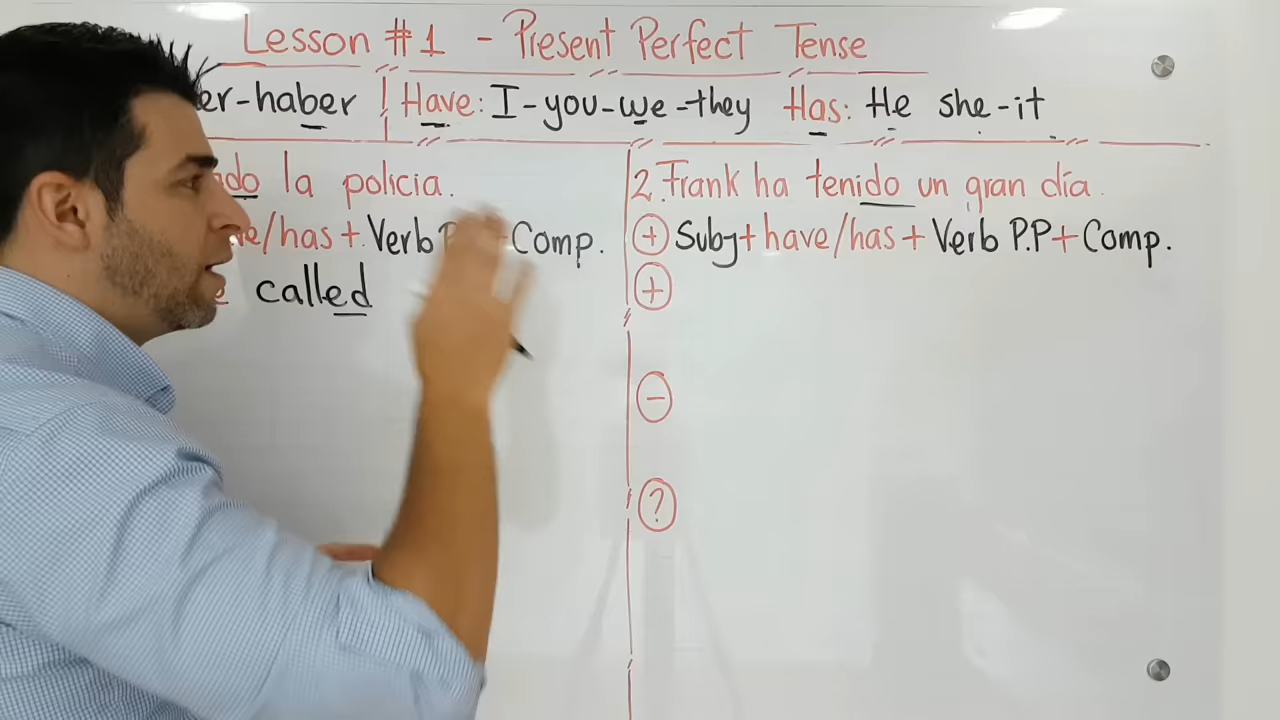 Lesson #1 - Present Perfect Tense
er-haber Have: I-you-we-they Has: He she-it
ado la policia.
/has + Verb Comp.
called
2. Frank ha tenido un gran día.
+ Subj + have/has + Verb P.P + Comp.
+
-
?